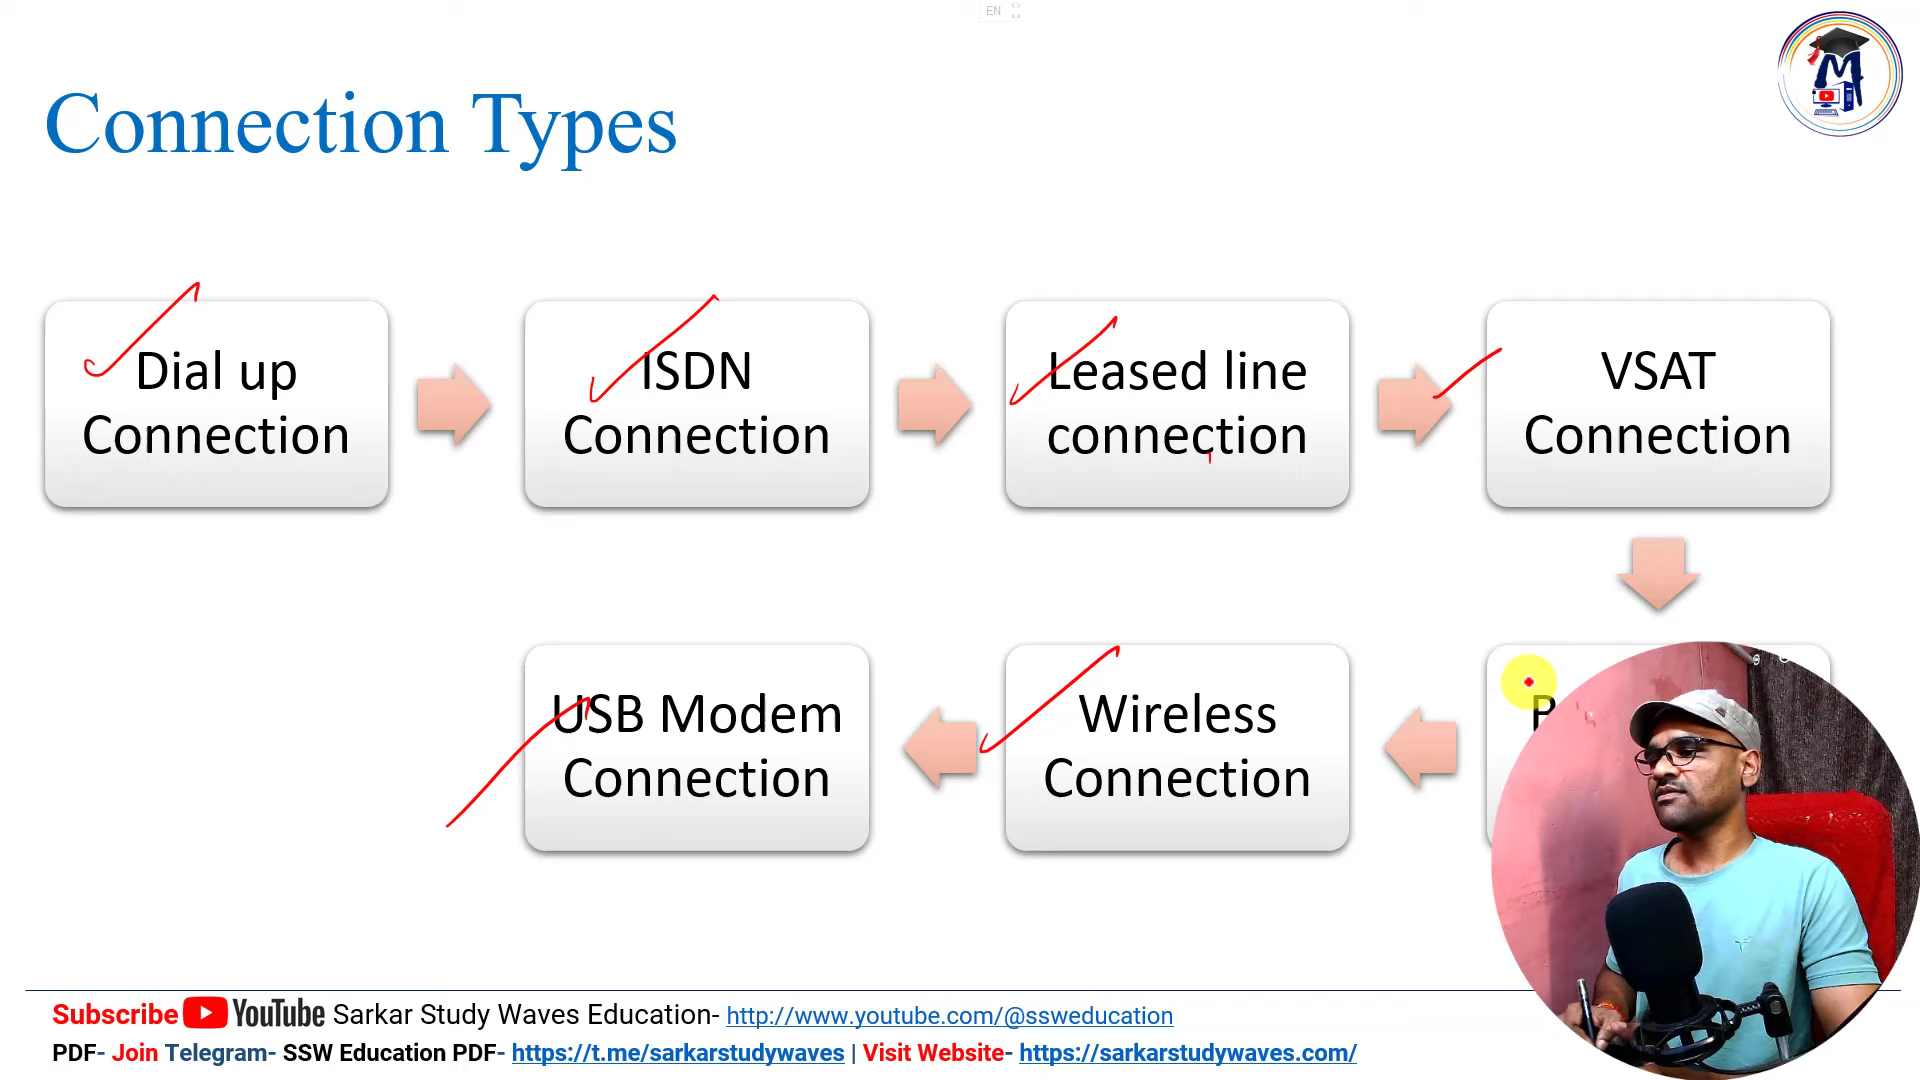 EN
Connection Types
Dial up
Connection
ISDN
Connection
Leased line
connection
VSAT
Connection
USB Modem
Connection
Wireless
Connection
Subscribe YouTube Sarkar Study Waves Education- http://www.youtube.com/@ssweducation
PDF- Join Telegram- SSW Education PDF- https://t.me/sarkarstudywaves | Visit Website- https://sarkarstudywaves.com/